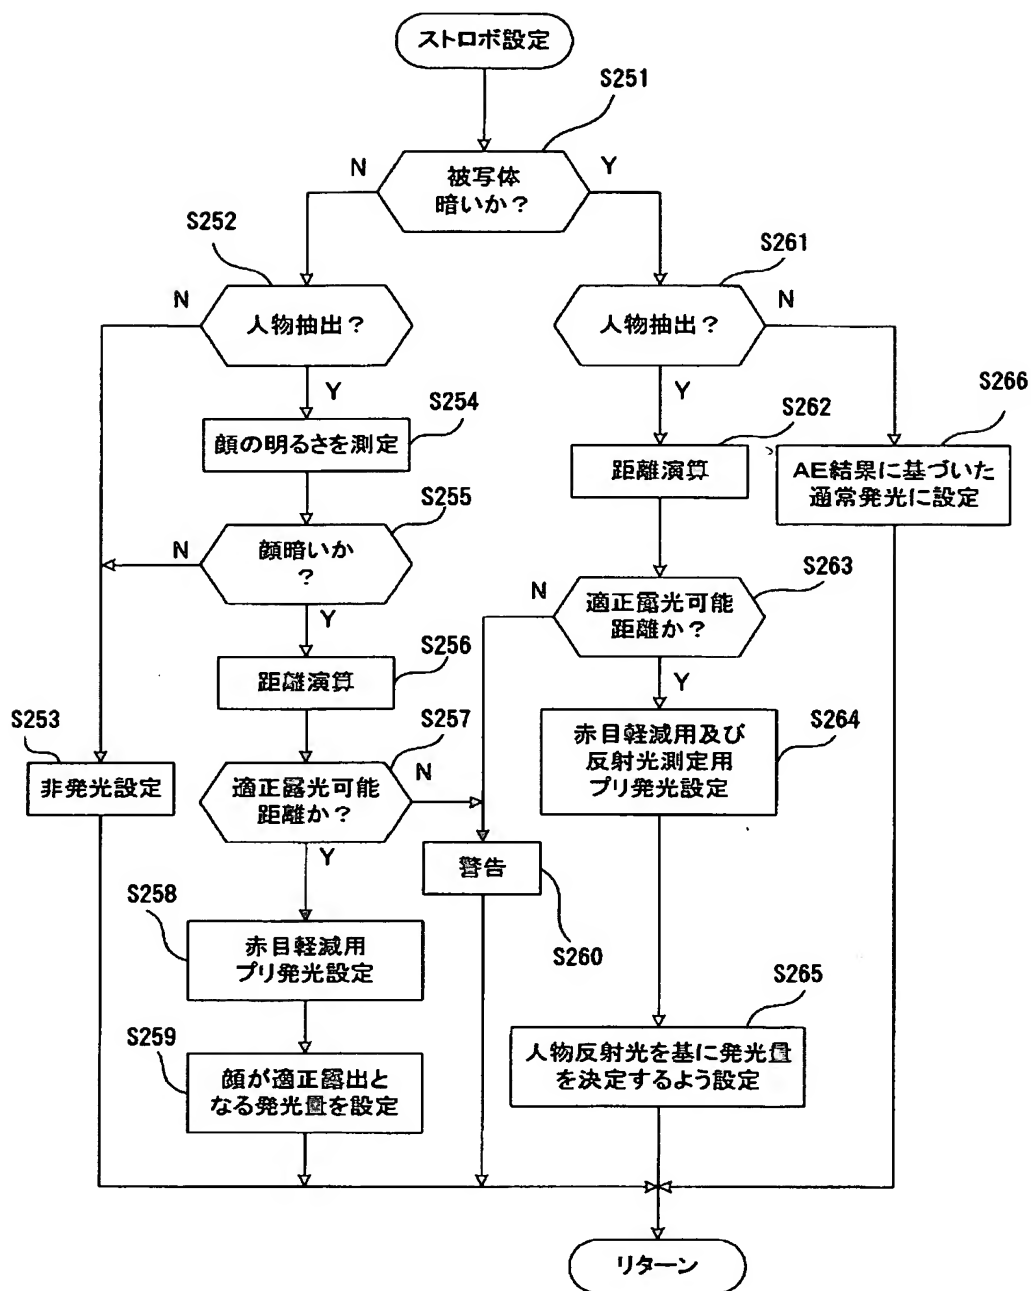 ストロボ設定
S251
N
Y
被写体
暗いか？
S252
S261
N
人物抽出？
人物抽出？
N
Y
Y
S254
S262
S266
顔の明るさを測定
距離演算
AE結果に基づいた
通常発光に設定
S255
N
顔暗いか
？
S263
N
適正露光可能
距離か？
Y
S256
Y
距離演算
S253
S257
S264
非発光設定
適正露光可能
距離か？
N
赤目軽減用及び
反射光測定用
プリ発光設定
Y
警告
S258
S260
赤目軽減用
プリ発光設定
S265
S259
人物反射光を基に発光量
を決定するよう設定
顔が適正露出と
なる発光量を設定
リターン